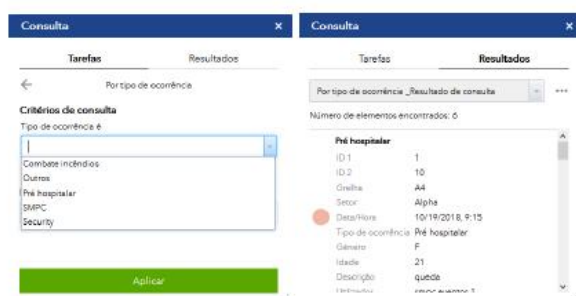 Consulta ×
Tarefas Resultados
Por tipo de ocorrência
Critérios de consulta
Tipo de ocorrência é
Combate incêndios
Outros
Pré hospitalar
SMPC
Security
Aplicar
Consulta ×
Tarefas Resultados
Por tipo de ocorrência _Resultado de consulta
Número de elementos encontrados: 6
Pré hospitalar
ID 1 1
ID 2 10
Grelha A4
Setor Alpha
Data/Hora 10/19/2018, 9:15
Tipo de ocorrência Pré hospitalar
Género F
Idade 21
Descrição queda